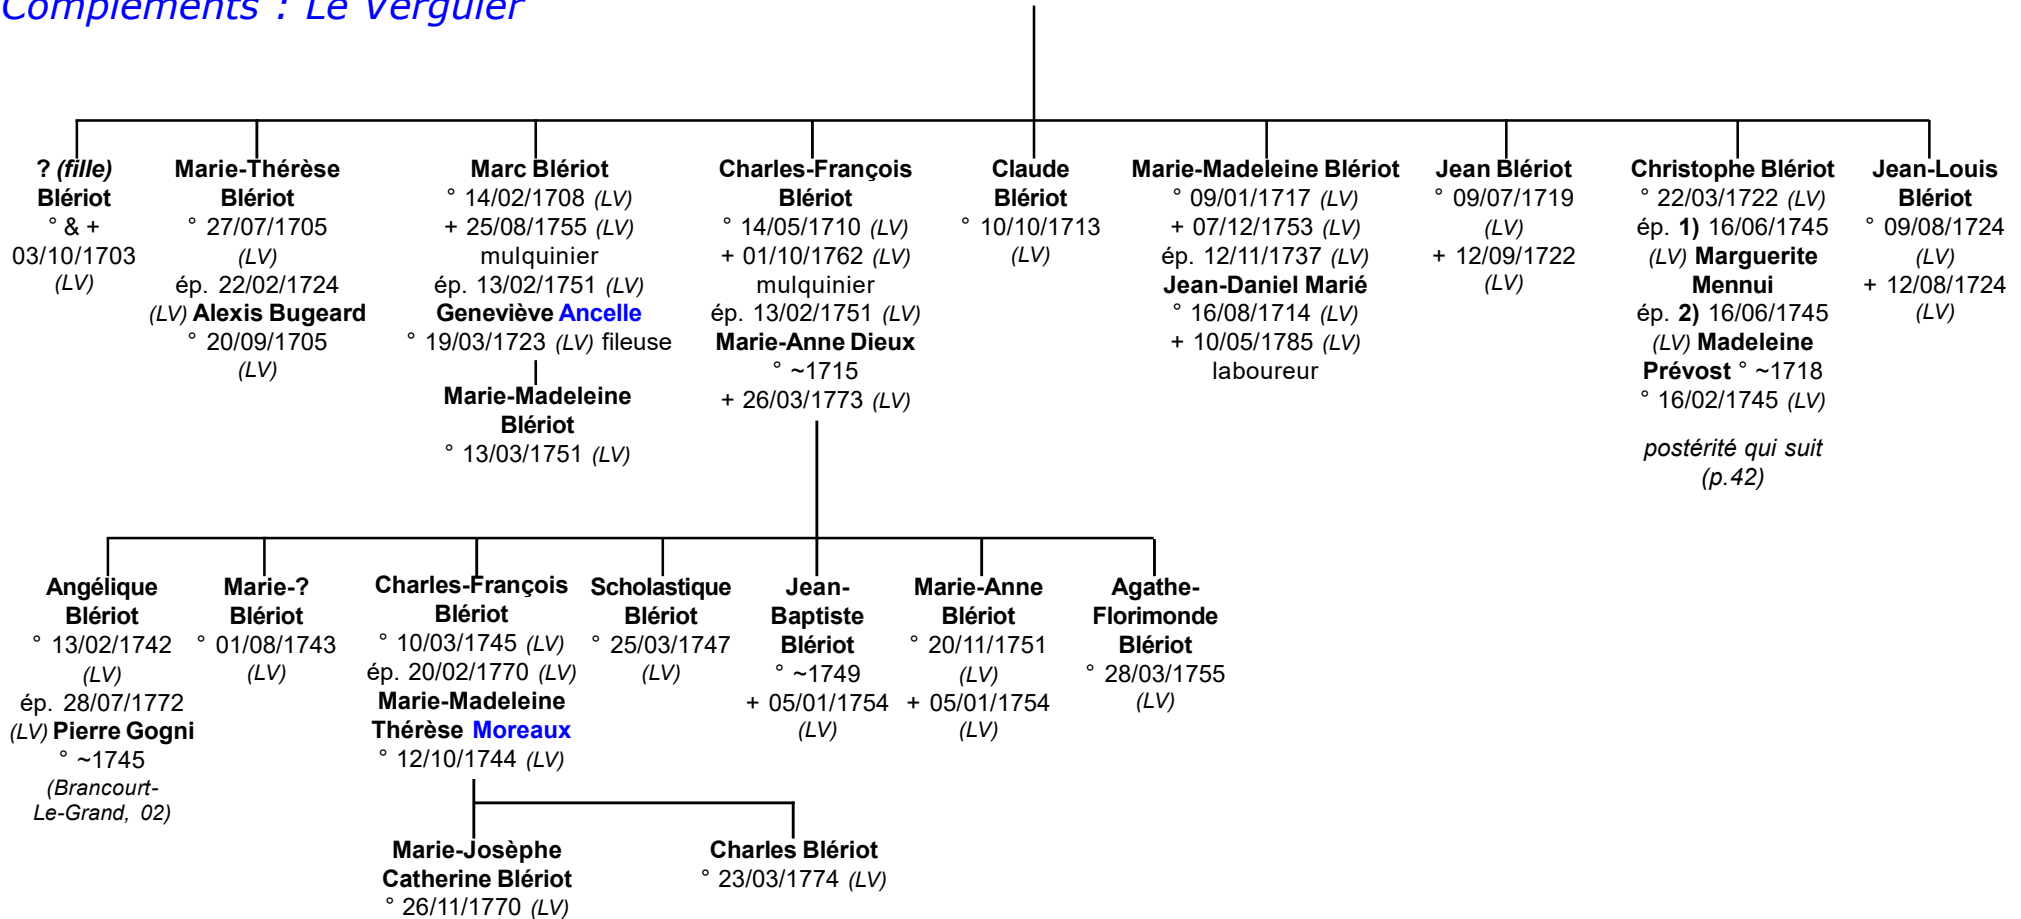 Compléments : Le Verguier
? (fille)
Blériot
° & +
03/10/1703
(LV)
Marie-Thérèse
Blériot
° 27/07/1705
(LV)
ép. 22/02/1724
(LV) Alexis Bugeard
° 20/09/1705
(LV)
Marc Blériot
° 14/02/1708 (LV)
+ 25/08/1755 (LV)
mulquinier
ép. 13/02/1751 (LV)
Geneviève Ancelle
° 19/03/1723 (LV) fileuse
Marie-Madeleine
Blériot
° 13/03/1751 (LV)
Charles-François
Blériot
° 14/05/1710 (LV)
+ 01/10/1762 (LV)
mulquinier
ép. 13/02/1751 (LV)
Marie-Anne Dieux
° ~1715
+ 26/03/1773 (LV)
Claude
Blériot
° 10/10/1713
(LV)
Marie-Madeleine Blériot
° 09/01/1717 (LV)
+ 07/12/1753 (LV)
ép. 12/11/1737 (LV)
Jean-Daniel Marié
° 16/08/1714 (LV)
+ 10/05/1785 (LV)
laboureur
Jean Blériot
° 09/07/1719
(LV)
+ 12/09/1722
(LV)
Christophe Blériot
° 22/03/1722 (LV)
ép. 1) 16/06/1745
(LV) Marguerite
Mennui
ép. 2) 16/06/1745
(LV) Madeleine
Prévost ° ~1718
° 16/02/1745 (LV)
postérité qui suit
(p.42)
Jean-Louis
Blériot
° 09/08/1724
(LV)
+ 12/08/1724
(LV)
Angélique
Blériot
° 13/02/1742
(LV)
ép. 28/07/1772
(LV) Pierre Gogni
° ~1745
(Brancourt-
Le-Grand, 02)
Marie-?
Blériot
° 01/08/1743
(LV)
Charles-François
Blériot
° 10/03/1745 (LV)
ép. 20/02/1770 (LV)
Marie-Madeleine
Thérèse Moreaux
° 12/10/1744 (LV)
Scholastique
Blériot
° 25/03/1747
(LV)
Jean-
Baptiste
Blériot
° ~1749
+ 05/01/1754
(LV)
Marie-Anne
Blériot
° 20/11/1751
(LV)
+ 05/01/1754
(LV)
Agathe-
Florimonde
Blériot
° 28/03/1755
(LV)
Marie-Josèphe
Catherine Blériot
° 26/11/1770 (LV)
Charles Blériot
° 23/03/1774 (LV)